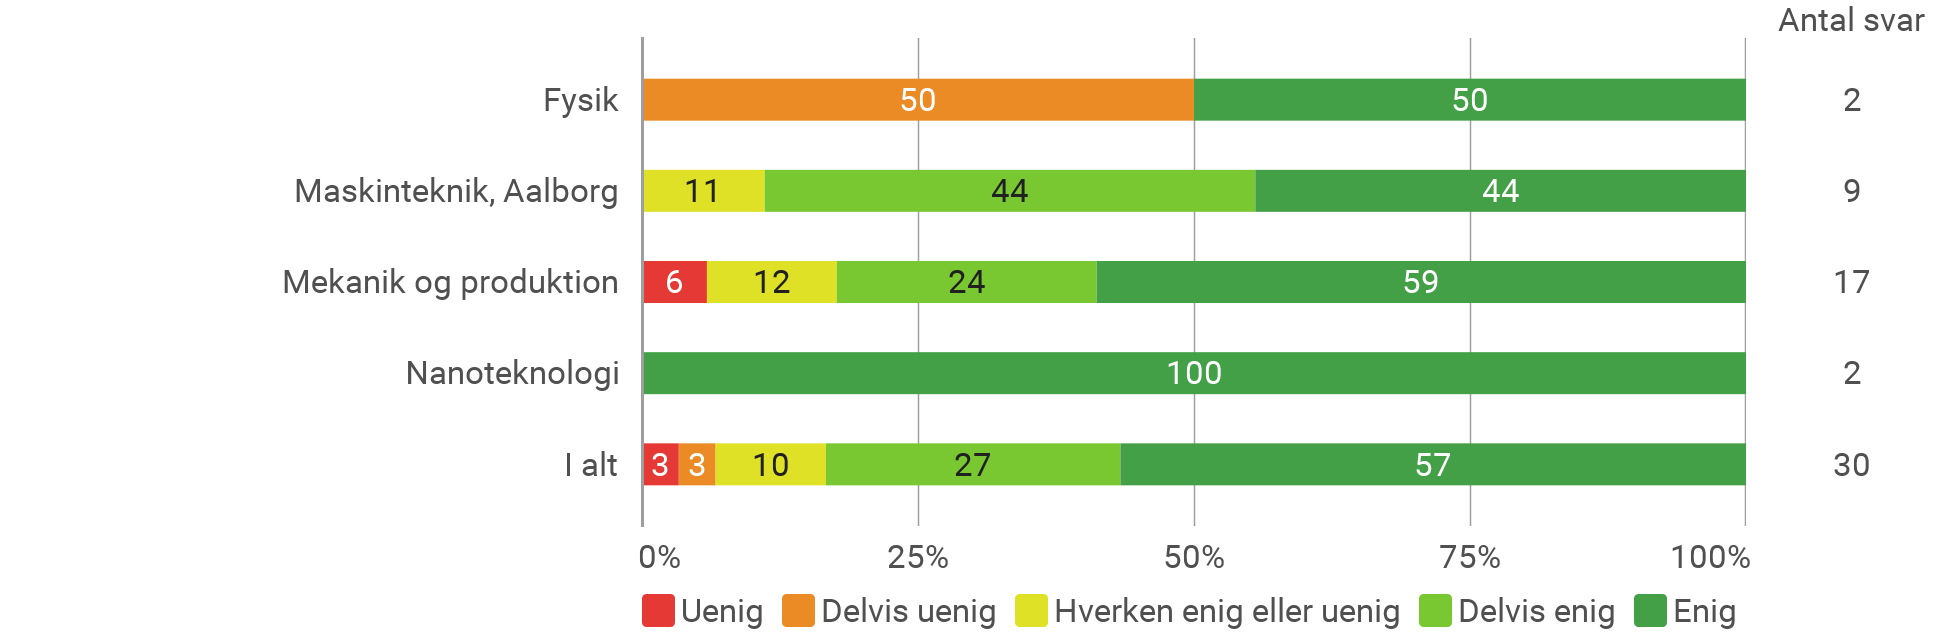 Antal svar
Fysik 50 50 2
Maskinteknik, Aalborg 11 44 44 9
Mekanik og produktion 6 12 24 59 17
Nanoteknologi 100 2
I alt 3 3 10 27 57 30
0% 25% 50% 75% 100%
Uenig Delvis uenig Hverken enig eller uenig Delvis enig Enig